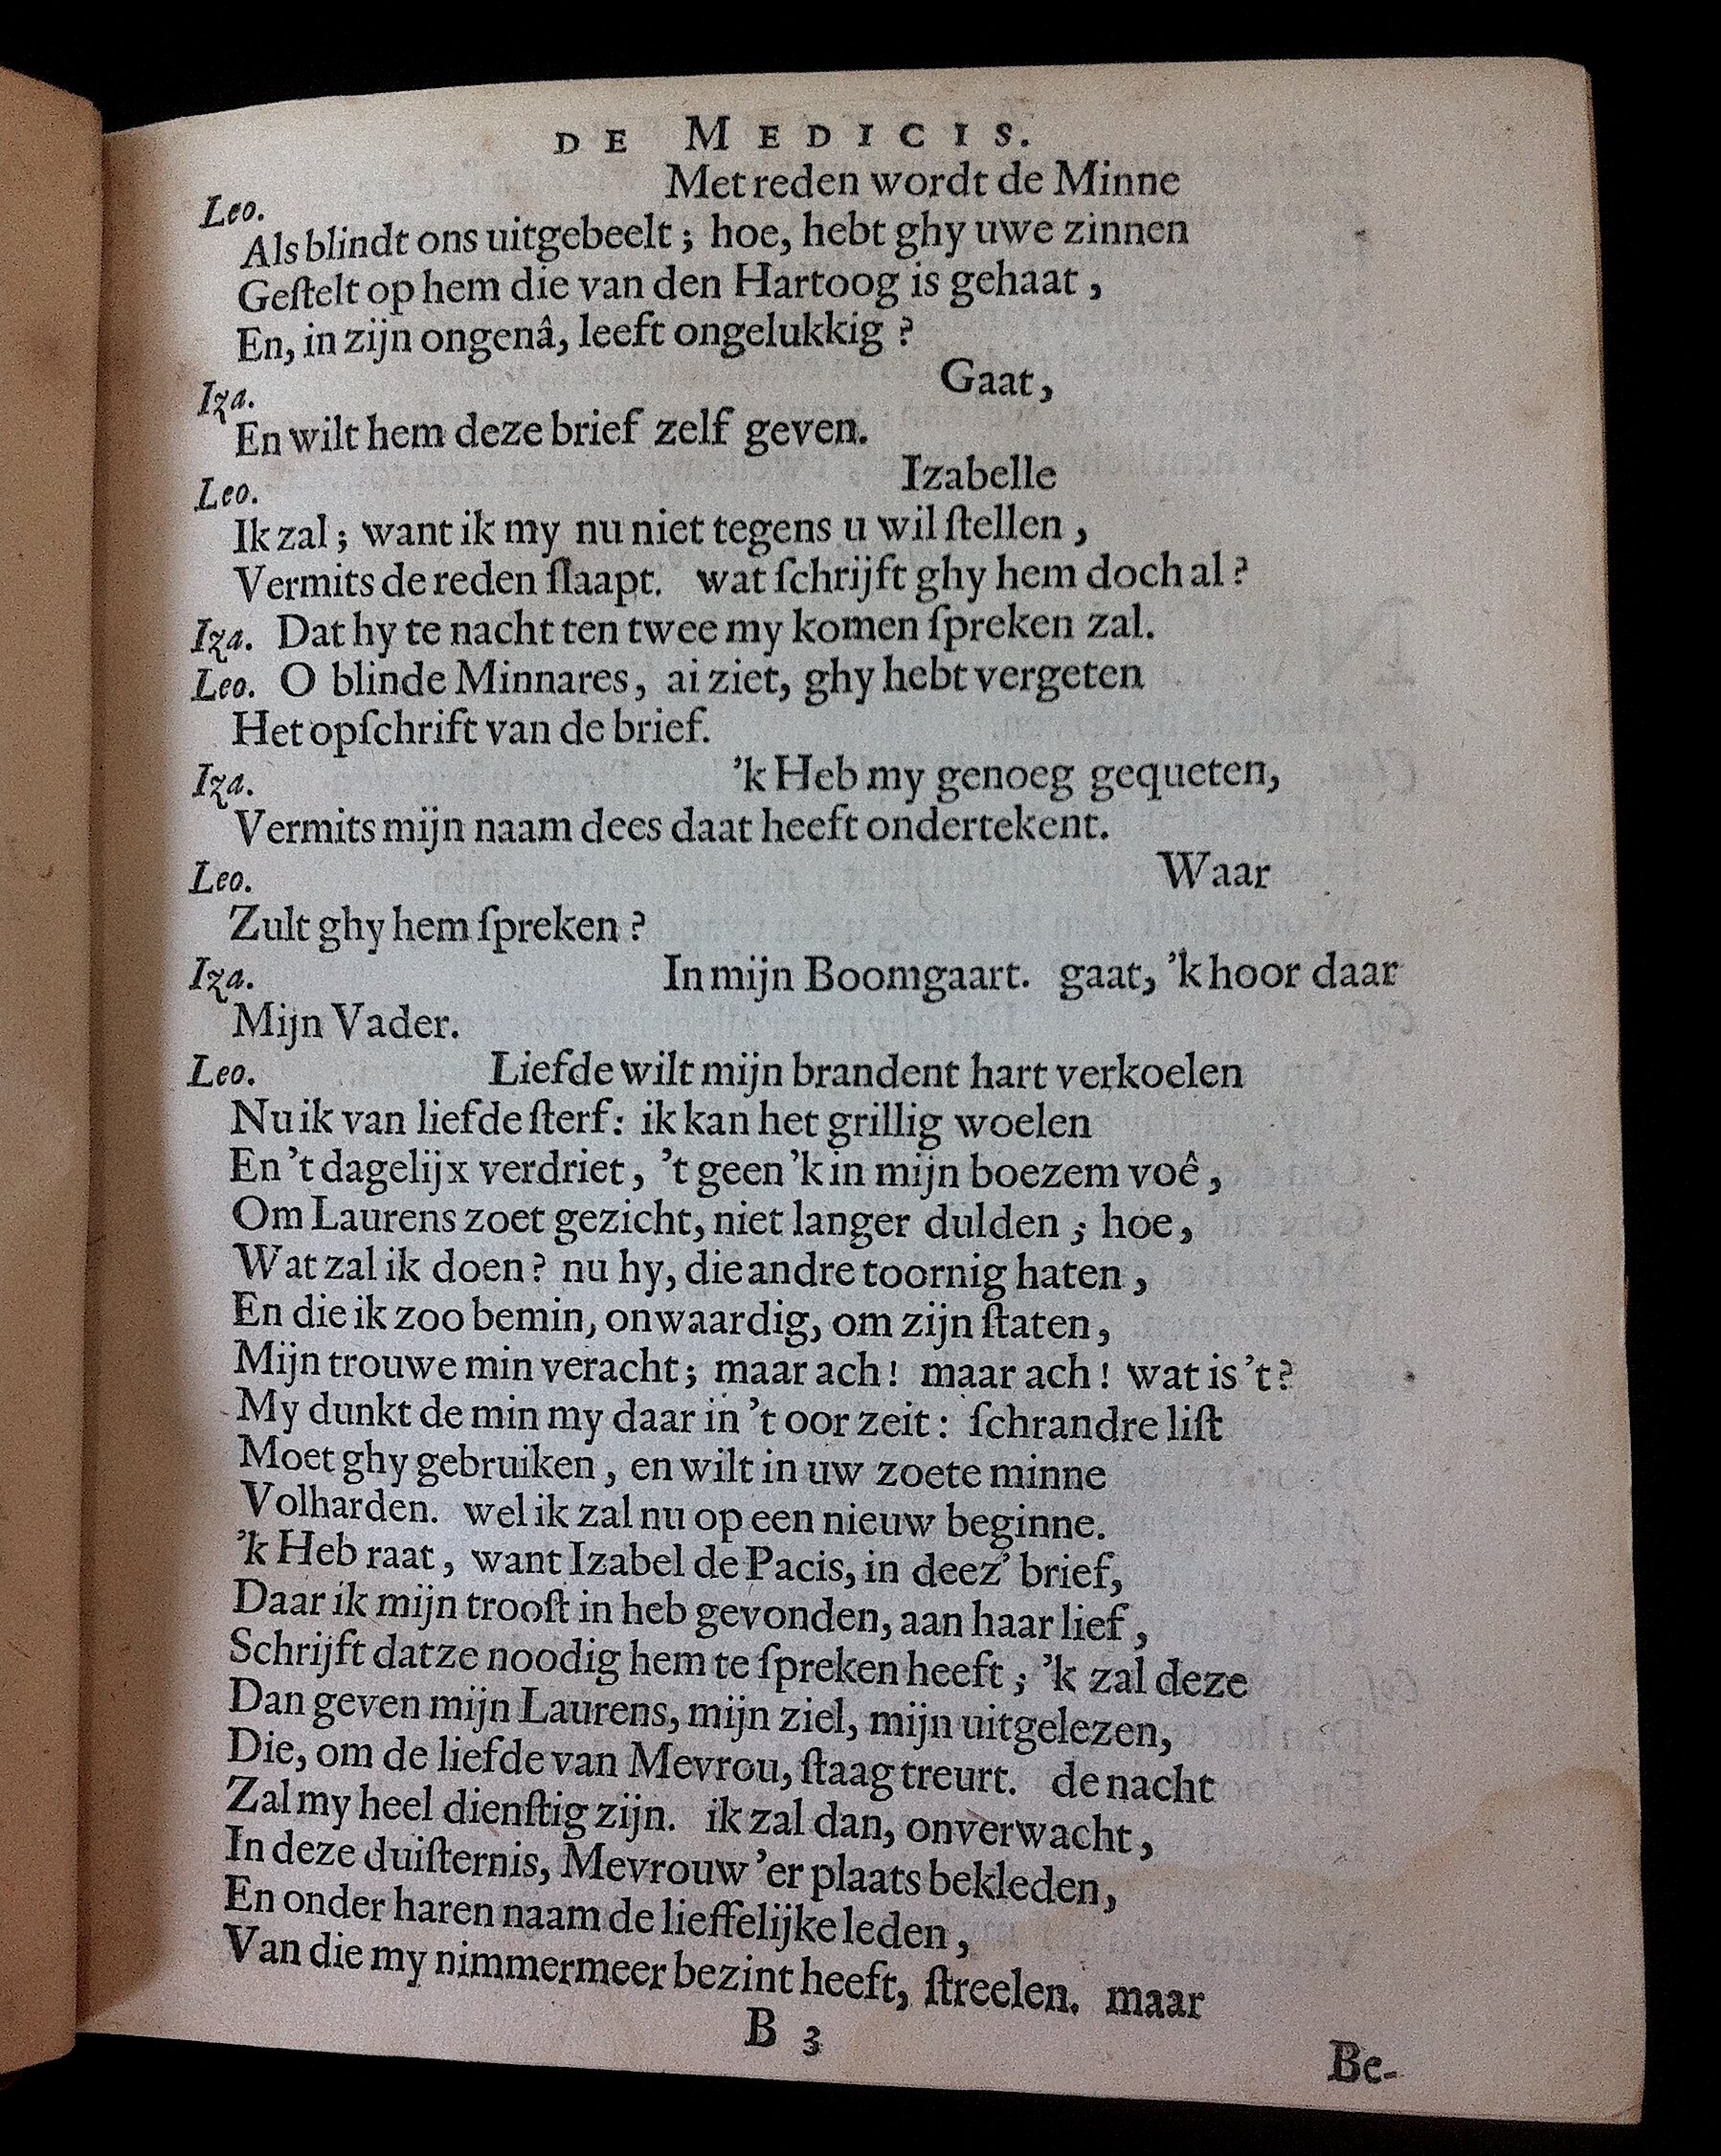 DE MEDICIS.
Leo. Met reden wordt de Minne
Als blindt ons uitgebeelt; hoe, hebt ghy uwe zinnen
Geſtelt op hem die van den Hartoog is gehaat,
En, in zijn ongenâ, leeft ongelukkig?
Iza. Gaat,
En wilt hem deze brief zelf geven.
Leo. Izabelle
Ik zal; want ik my nu niet tegens u wil ſtellen,
Vermits de reden ſlaapt. wat ſchrijft ghy hem doch al?
Iza. Dat hy te nacht ten twee my komen ſpreken zal.
Leo. O blinde Minnares, ai ziet, ghy hebt vergeten
Het opſchrift van de brief.
Iza. 'k Heb my genoeg gequeten,
Vermits mijn naam dees daat heeft ondertekent.
Leo. Waar
Zult ghy hem ſpreken?
Iza. In mijn Boomgaart. gaat, 'k hoor daar
Mijn Vader.
Leo. Liefde wilt mijn brandent hart verkoelen
Nu ik van liefde ſterf: ik kan het grillig woelen
En 't dagelijx verdriet, 't geen 'k in mijn boezem voê,
Om Laurens zoet gezicht, niet langer dulden; hoe,
Wat zal ik doen? nu hy, die andre toornig haten,
En die ik zoo bemin, onwaardig, om zijn ſtaten,
Mijn trouwe min veracht; maar ach! maar ach! wat is 't?
My dunkt de min my daar in 't oor zeit: ſchrandre liſt
Moet ghy gebruiken, en wilt in uw zoete minne
Volharden. wel ik zal nu op een nieuw beginne.
'k Heb raat, want Izabel de Pacis, in deez' brief,
Daar ik mijn trooſt in heb gevonden, aan haar lief,
Schrijft datze noodig hem te ſpreken heeft; 'k zal deze
Dan geven mijn Laurens, mijn ziel, mijn uitgelezen,
Die, om de liefde van Mevrou, ſtaag treurt. de nacht
Zal my heel dienſtig zijn. ik zal dan, onverwacht,
In deze duiſternis, Mevrouw 'er plaats bekleden,
En onder haren naam de lieffelijke leden,
Van die my nimmermeer bezint heeft, ſtreelen. maar
B 3
Be-